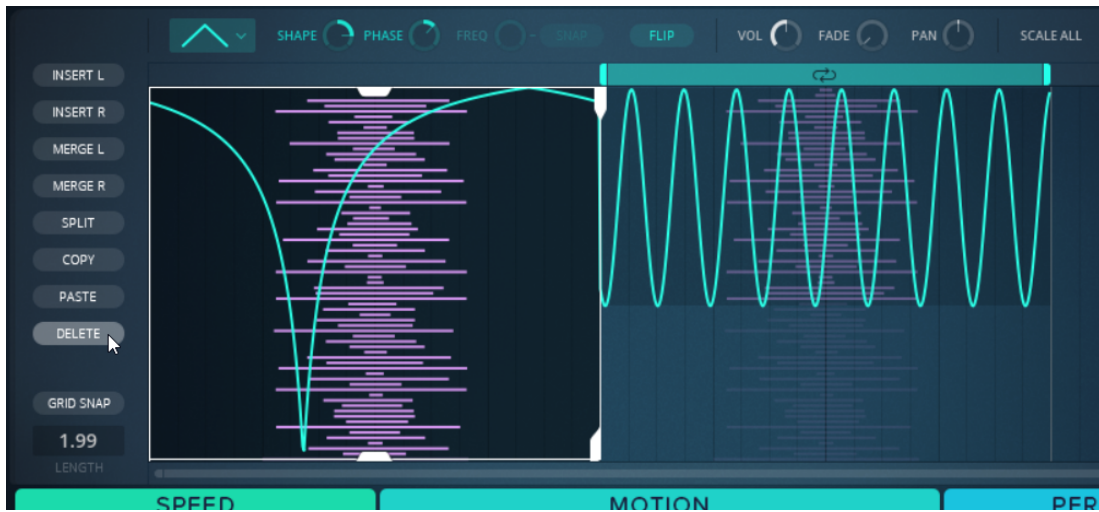 SHAPE PHASE FREQ - SNAP FLIP VOL FADE PAN SCALE ALL
INSERT L
INSERT R
MERGE L
MERGE R
SPLIT
COPY
PASTE
DELETE
GRID SNAP
1.99
LENGTH
SPEED MOTION PER